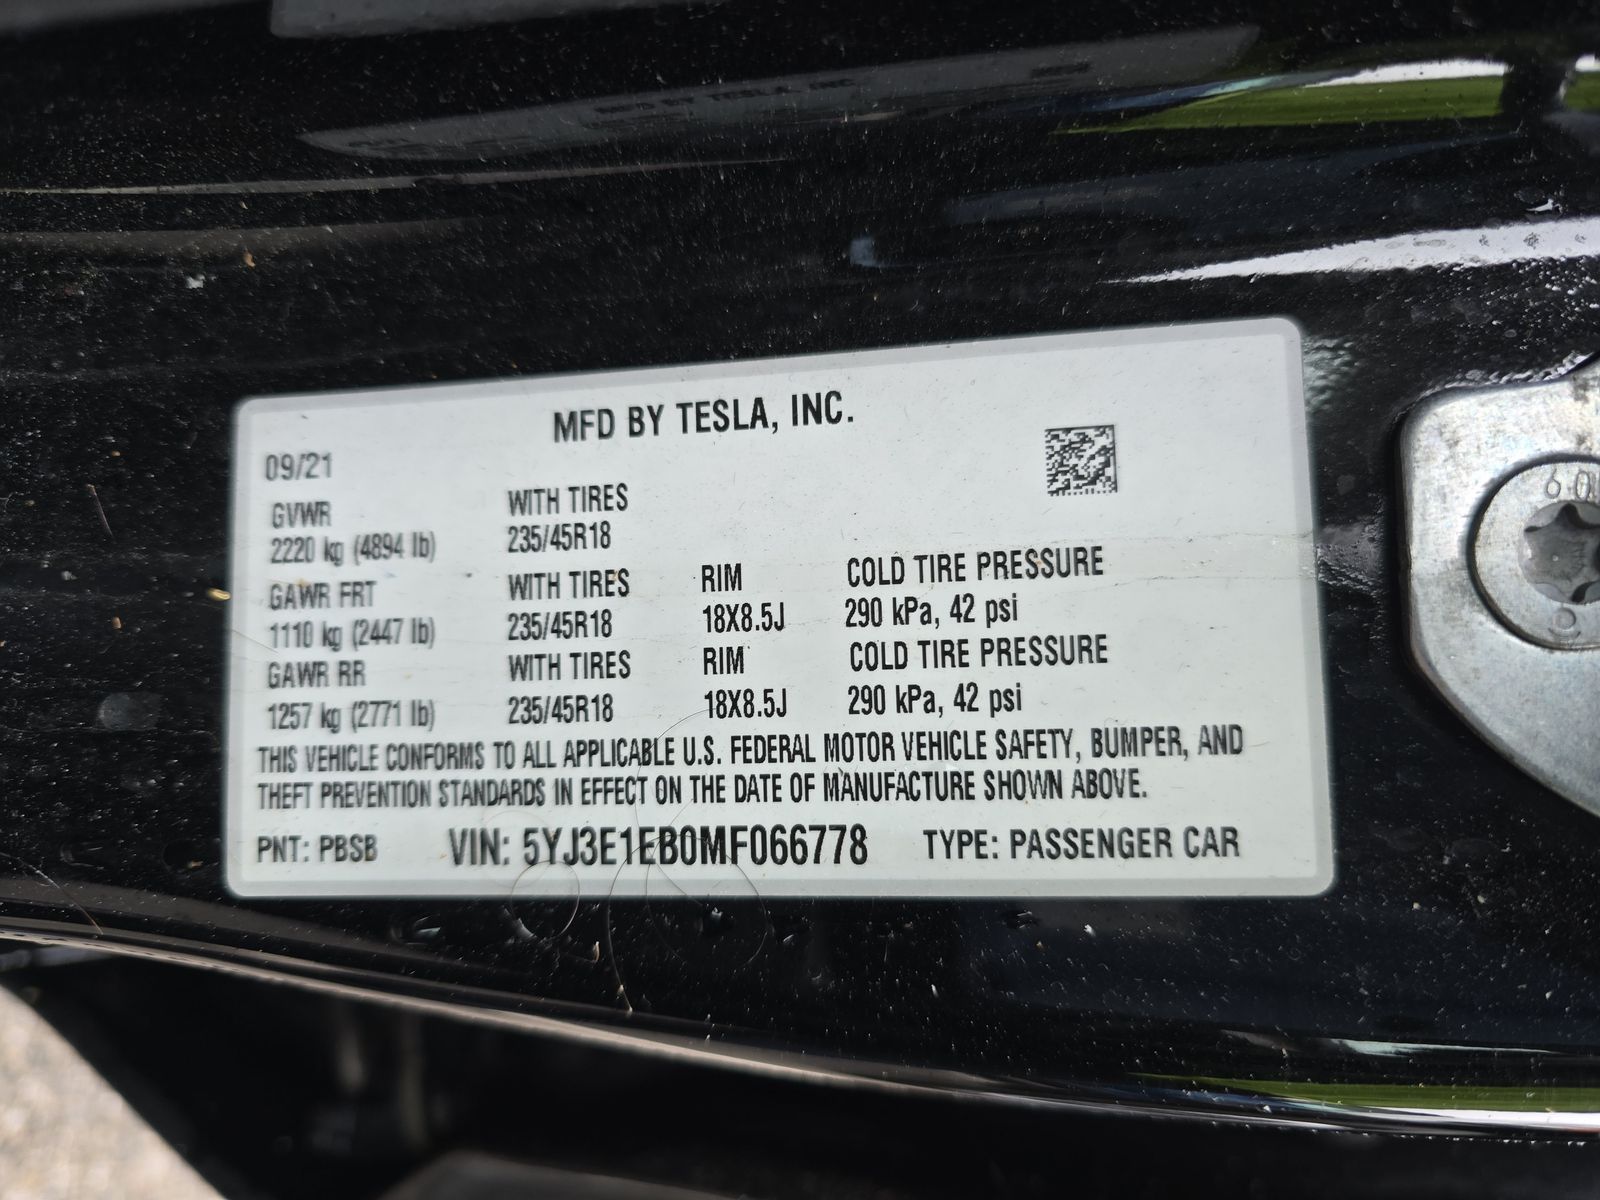 MFD BY TESLA, INC.
09/21
GVWR WITH TIRES
2220 kg (4894 lb) 235/45R18
GAWR FRT WITH TIRES RIM COLD TIRE PRESSURE
1110 kg (2447 lb) 235/45R18 18X8.5J 290 kPa, 42 psi
GAWR RR WITH TIRES RIM COLD TIRE PRESSURE
1257 kg (2771 lb) 235/45R18 18X8.5J 290 kPa, 42 psi
THIS VEHICLE CONFORMS TO ALL APPLICABLE U.S. FEDERAL MOTOR VEHICLE SAFETY, BUMPER, AND
THEFT PREVENTION STANDARDS IN EFFECT ON THE DATE OF MANUFACTURE SHOWN ABOVE.
PNT: PBSB VIN: 5YJ3E1EB0MF066778 TYPE: PASSENGER CAR